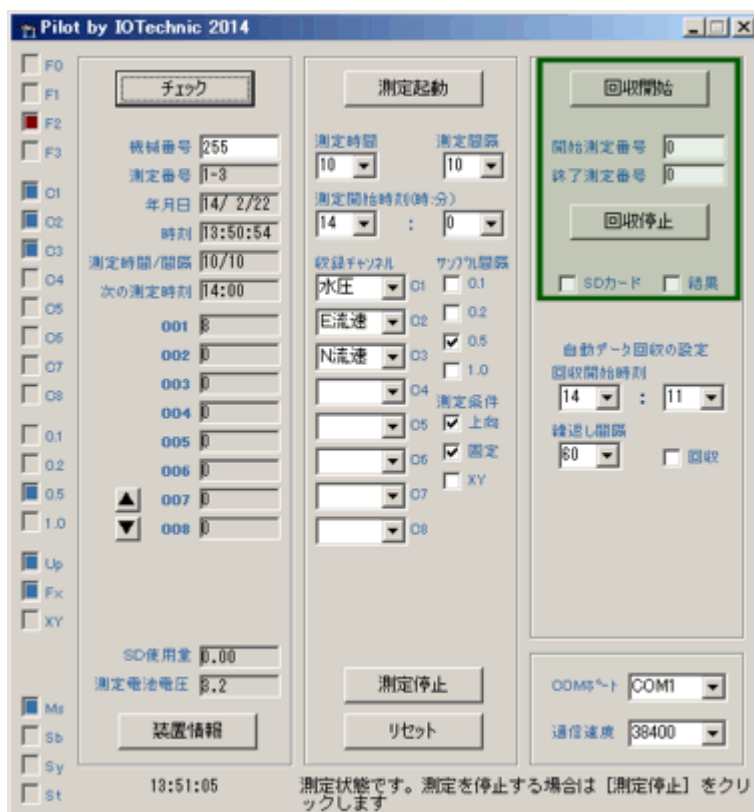 Pilot by IOTechnic 2014
F0
F1
F2
F3
C1
C2
C3
C4
C5
C6
C7
C8
0.1
0.2
0.5
1.0
Up
Fx
XY
Ms
Sb
Sy
St
チェック
機械番号 255
測定番号 1-3
年月日 14/ 2/22
時刻 13:50:54
測定時間/間隔 10/10
次の測定時刻 14:00
001 8
002 0
003 0
004 0
005 0
006 0
▲ 007 0
▼ 008 0
SD使用量 0.00
測定電池電圧 3.2
装置情報
13:51:05
測定起動
測定時間 測定間隔
10 10
測定開始時刻(時:分)
14 : 0
収録チャンネル サンプル間隔
水圧 C1 0.1
E流速 C2 0.2
N流速 C3 0.5
C4 1.0
測定条件
C5 上向
C6 固定
C7 XY
C8
測定停止
リセット
測定状態です。測定を停止する場合は [測定停止] をクリ
ックします
回収開始
開始測定番号 0
終了測定番号 0
回収停止
SDカード 結果
自動データ回収の設定
回収開始時刻
14 : 11
繰返し間隔
60 回収
COMポート COM1
通信速度 38400